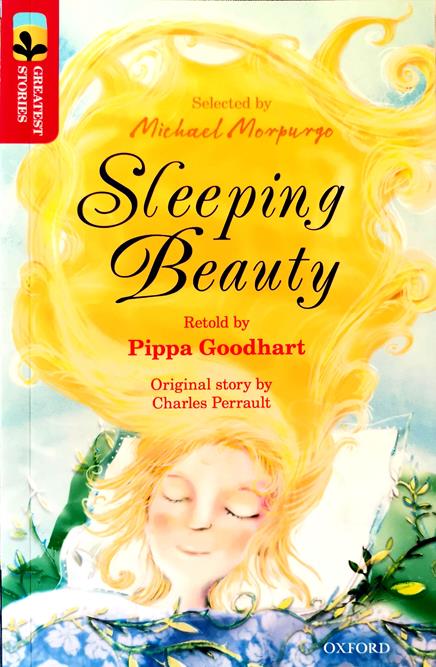 GREATEST
STORIES
Selected by
Michael Morpurgo
Sleeping
Beauty
Retold by
Pippa Goodhart
Original story by
Charles Perrault
OXFORD